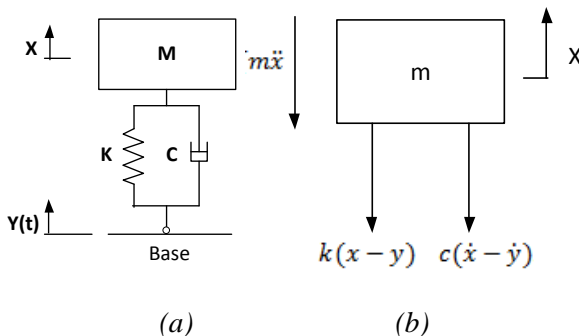 X
M
K
C
Y(t)
Base
(a)
mẍ
m
X
k(x − y)
c(ẋ − ẏ)
(b)